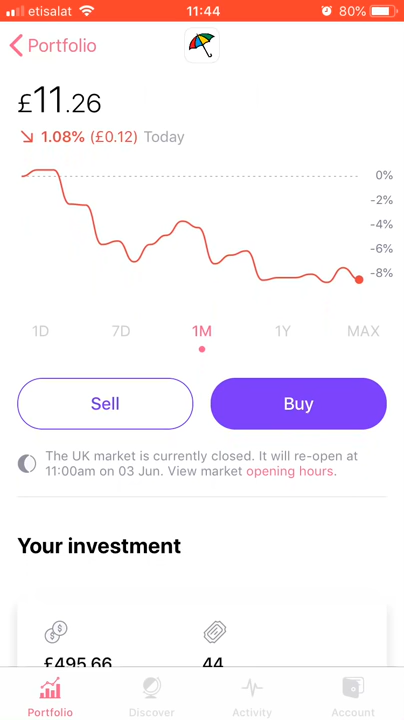 etisalat 11:44 80%
Portfolio
£11.26
1.08% (£0.12) Today
0%
-2%
-4%
-6%
-8%
1D 7D 1M 1Y MAX
Sell Buy
The UK market is currently closed. It will re-open at
11:00am on 03 Jun. View market opening hours.
Your investment
£495.66 44
Portfolio Discover Activity Account